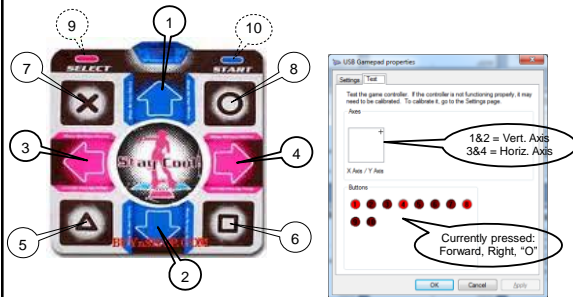 1
9
10
SELECT
START
7
8
3
Stay Cool
4
5
6
2
USB Gamepad properties
Settings Test
Test the game controller. If the controller is not functioning properly, it may
need to be calibrated. To calibrate it, go to the Settings page.
Axes
1&2 = Vert. Axis
3&4 = Horiz. Axis
X Axis / Y Axis
Buttons
Currently pressed:
Forward, Right, "O"
OK Cancel Apply